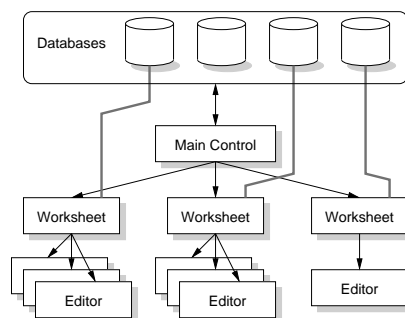 Databases
Main Control
Worksheet
Worksheet
Worksheet
Editor
Editor
Editor